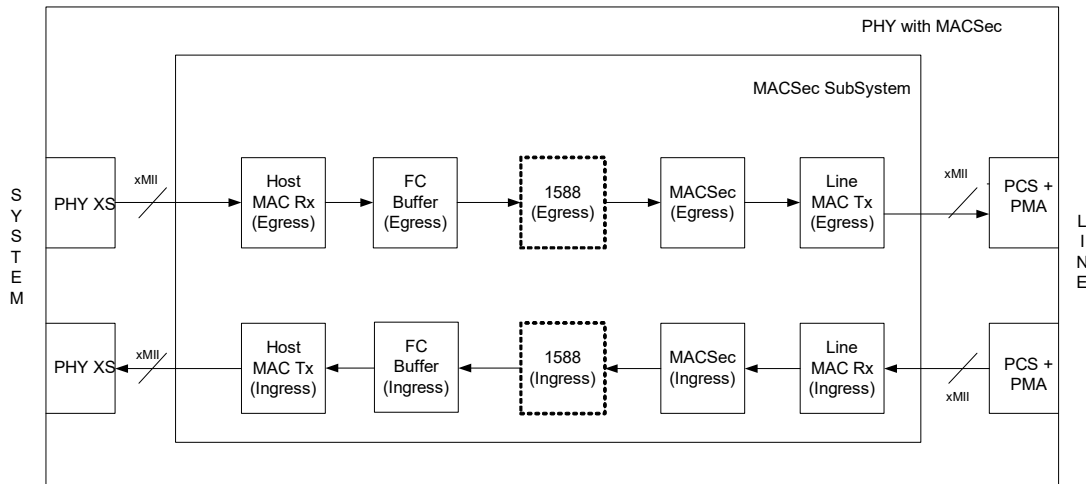 PHY with MACSec
MACSec SubSystem
SYSTEM
PHY XS
xMII
Host
MAC Rx
(Egress)
FC
Buffer
(Egress)
1588
(Egress)
MACSec
(Egress)
Line
MAC Tx
(Egress)
xMII
PCS +
PMA
LINE
PHY XS
xMII
Host
MAC Tx
(Ingress)
FC
Buffer
(Ingress)
1588
(Ingress)
MACSec
(Ingress)
Line
MAC Rx
(Ingress)
xMII
PCS +
PMA